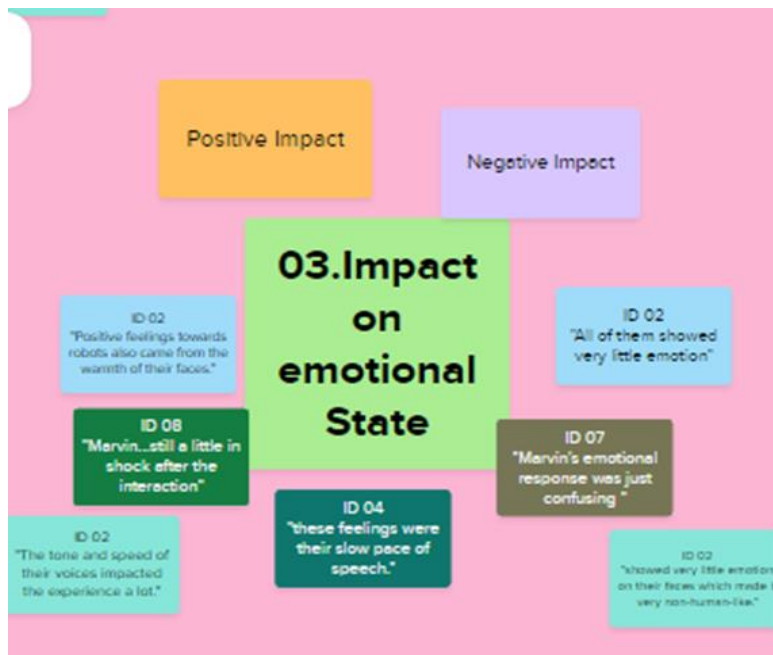 Positive Impact
Negative Impact
03.Impact
on
emotional
State
ID 02
"Positive feelings towards
robots also came from the
warmth of their faces."
ID 02
"All of them showed
very little emotion"
ID 08
"Marvin...still a little in
shock after the
interaction"
ID 07
"Marvin's emotional
response was just
confusing "
ID 04
"these feelings were
their slow pace of
speech."
ID 02
"The tone and speed of
their voices impacted
the experience a lot."
ID 02
"showed very little emotion
on their faces which made
very non-human-like."